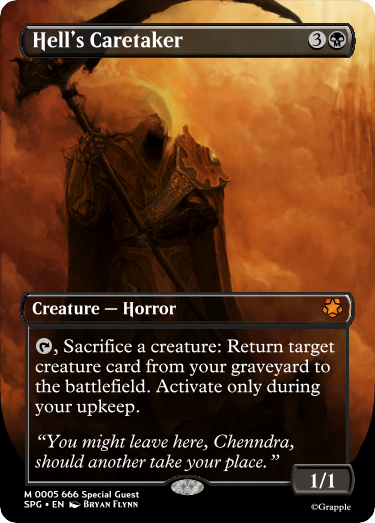 Hell's Caretaker 3
Creature — Horror
, Sacrifice a creature: Return target
creature card from your graveyard to
the battlefield. Activate only during
your upkeep.
“You might leave here, Chenndra,
should another take your place.”
1/1
M 0005 666 Special Guest
SPG • EN Bryan Flynn
©Grapple